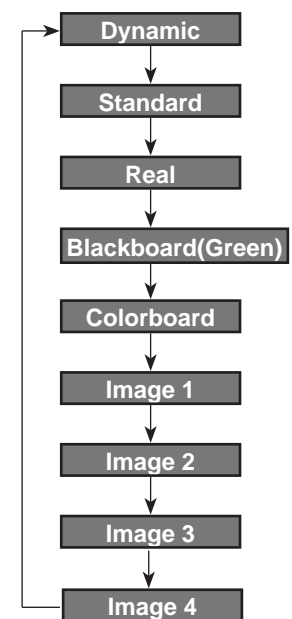 Dynamic
Standard
Real
Blackboard(Green)
Colorboard
Image 1
Image 2
Image 3
Image 4